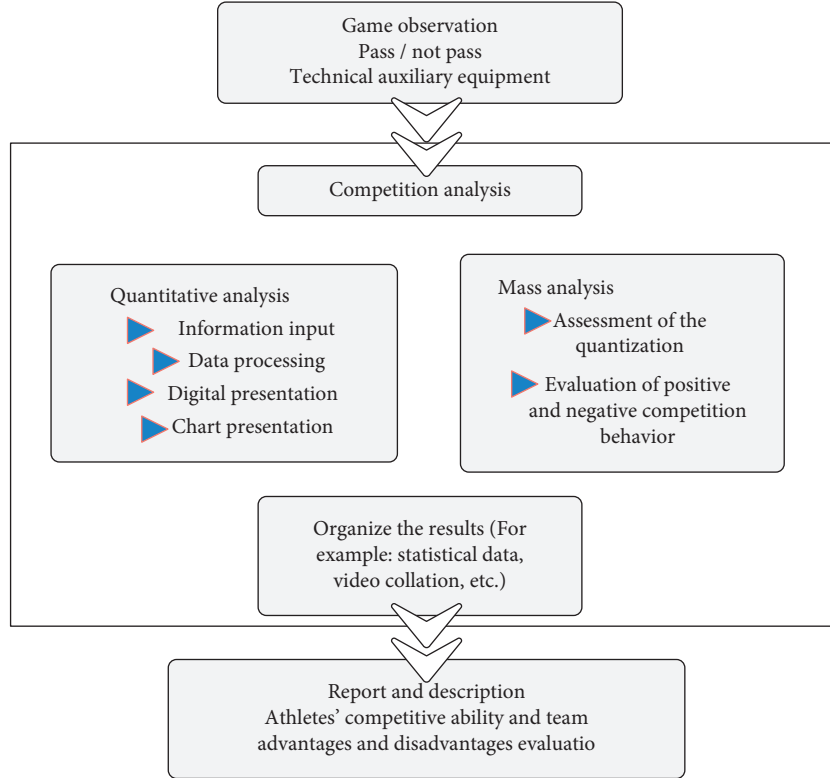 Game observation
Pass / not pass
Technical auxiliary equipment
Competition analysis
Quantitative analysis
Information input
Data processing
Digital presentation
Chart presentation
Mass analysis
Assessment of the
quantization
Evaluation of positive
and negative competition
behavior
Organize the results (For
example: statistical data,
video collation, etc.)
Report and description
Athletes' competitive ability and team
advantages and disadvantages evaluatio